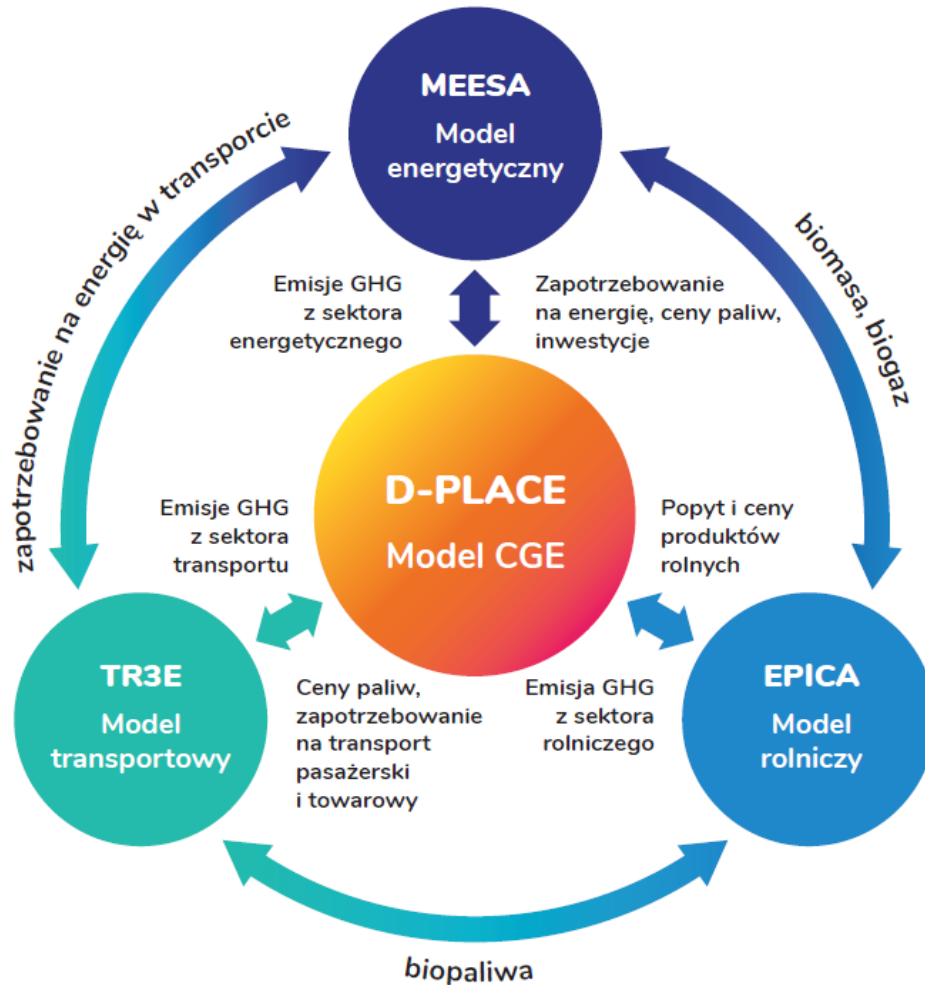 MEESA
Model
energetyczny
zapotrzebowanie na energię w transporcie
biomasa, biogaz
Emisje GHG
z sektora
energetycznego
Zapotrzebowanie
na energię, ceny paliw,
inwestycje
D-PLACE
Model CGE
Emisje GHG
z sektora
transportu
Popyt i ceny
produktów
rolnych
TR3E
Model
transportowy
Ceny paliw,
zapotrzebowanie
na transport
pasażerski
i towarowy
Emisja GHG
z sektora
rolniczego
EPICA
Model
rolniczy
biopaliwa